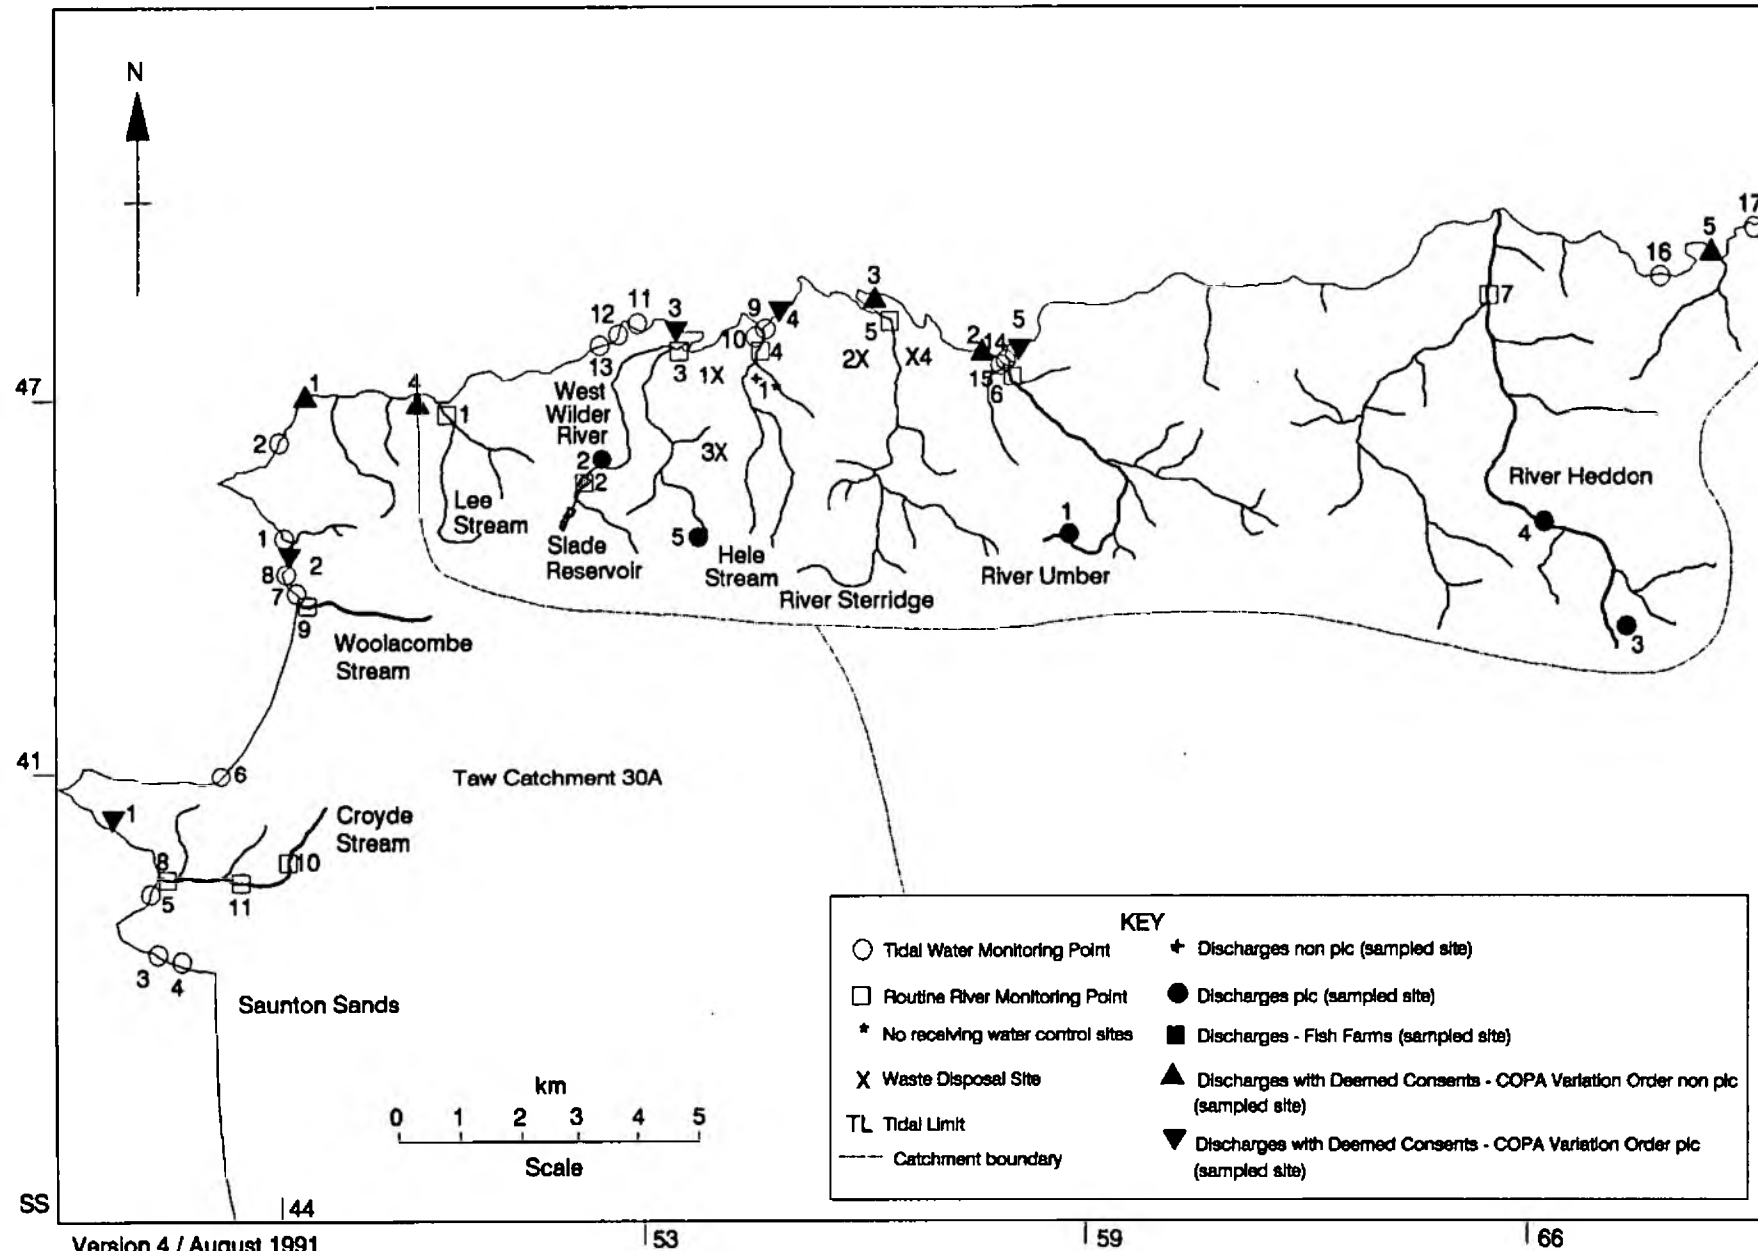 N
17
5
16
7
3
11
12
3
9
4
13
10
4
3
1X
5
2X
X4
2
14
5
15
6
+1*
47
1
4
1
2
West
Wilder
River
2
2
3X
Lee
Stream
Slade
Reservoir
5
Hele
Stream
River Sterridge
1
River Umber
River Heddon
4
3
1
2
8
7
9
Woolacombe
Stream
41
6
Taw Catchment 30A
1
Croyde
Stream
8
10
5
11
3
4
Saunton Sands
km
0 1 2 3 4 5
Scale
KEY
Tidal Water Monitoring Point
+ Discharges non plc (sampled site)
Routine River Monitoring Point
Discharges plc (sampled site)
* No receiving water control sites
Discharges - Fish Farms (sampled site)
X Waste Disposal Site
Discharges with Deemed Consents - COPA Variation Order non plc
(sampled site)
TL Tidal Limit
Discharges with Deemed Consents - COPA Variation Order plc
(sampled site)
Catchment boundary
SS
44
53
59
66
Version 4 / August 1991